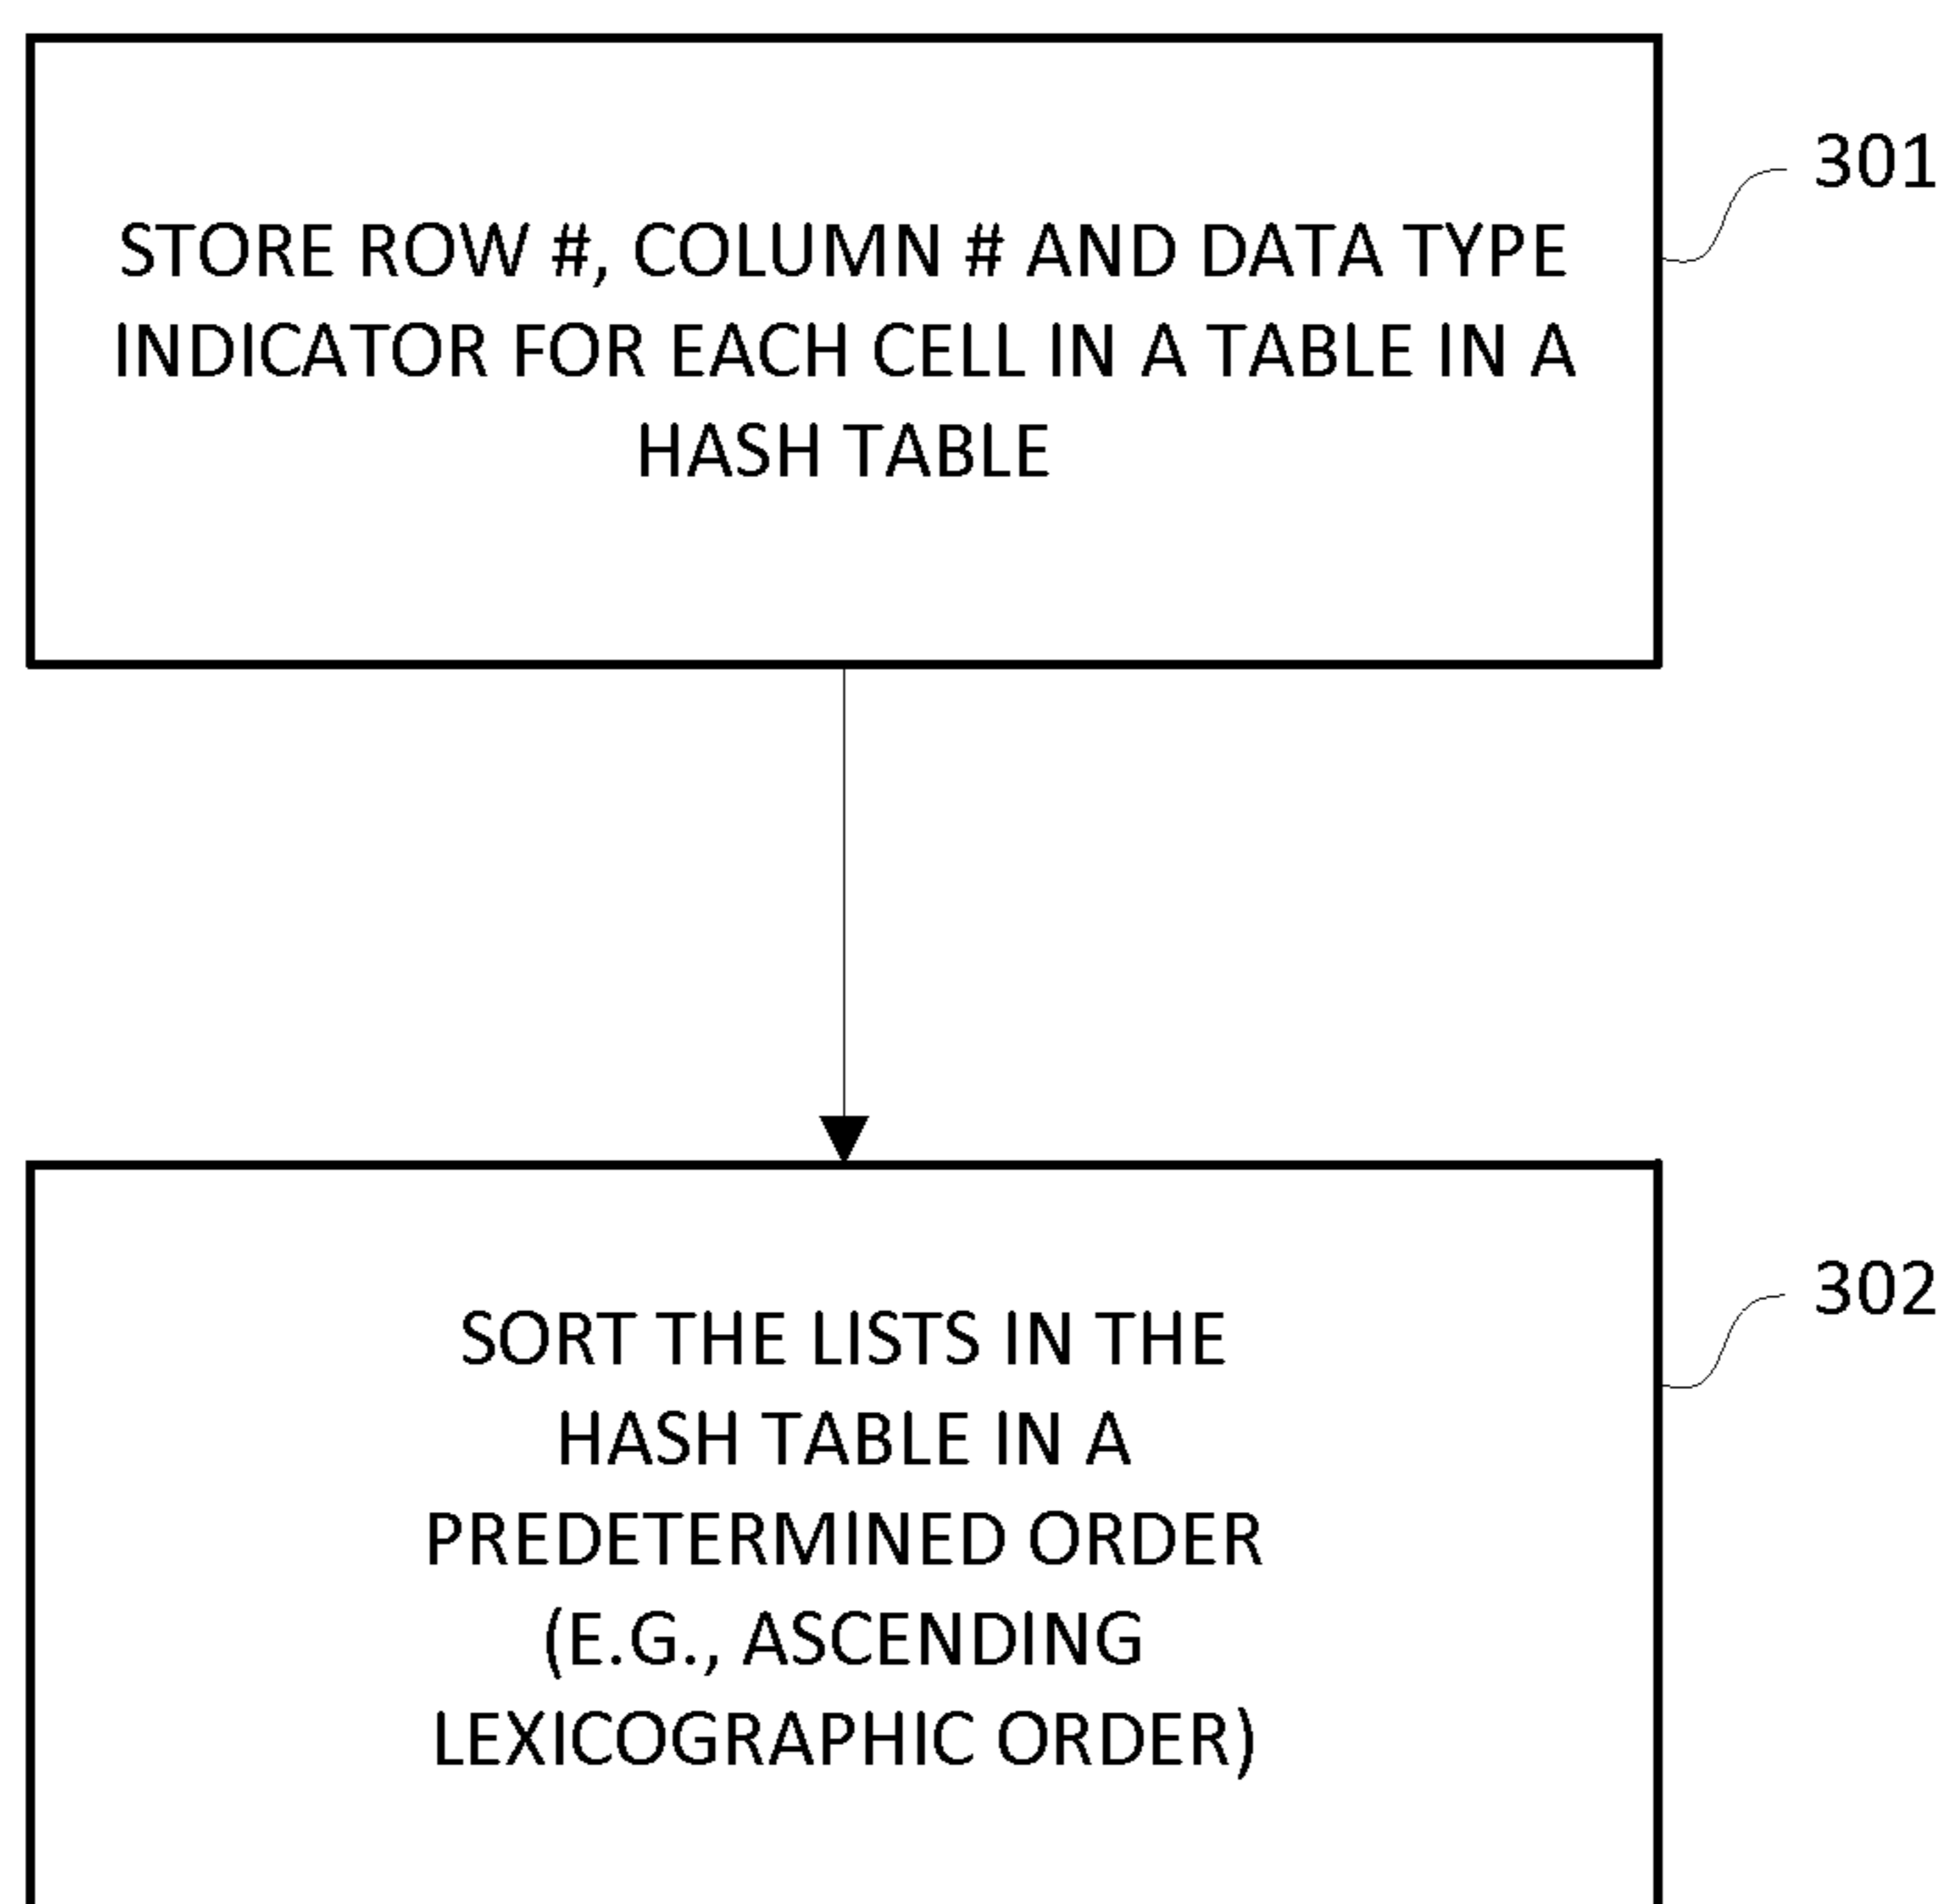 301
STORE ROW #, COLUMN # AND DATA TYPE
INDICATOR FOR EACH CELL IN A TABLE IN A
HASH TABLE
302
SORT THE LISTS IN THE
HASH TABLE IN A
PREDETERMINED ORDER
(E.G., ASCENDING
LEXICOGRAPHIC ORDER)